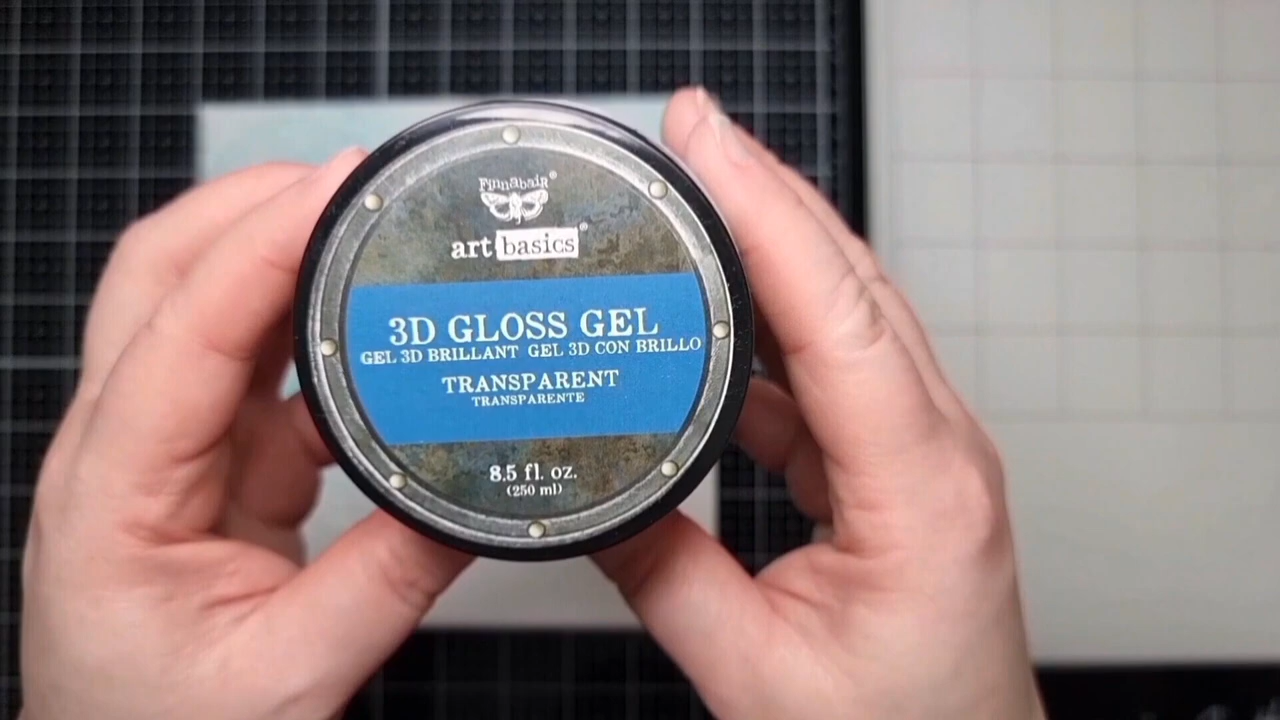 Finnabair®
art basics®
3D GLOSS GEL
GEL 3D BRILLANT GEL 3D CON BRILLO
TRANSPARENT
TRANSPARENTE
8.5 fl. oz.
(250 ml)